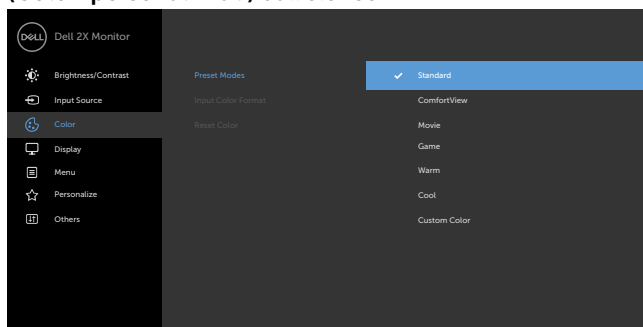 DELL
Dell 2X Monitor
Brightness/Contrast
Input Source
Color
Display
Menu
Personalize
Others
Preset Modes
Input Color Format
Reset Color
Standard
ComfortView
Movie
Game
Warm
Cool
Custom Color